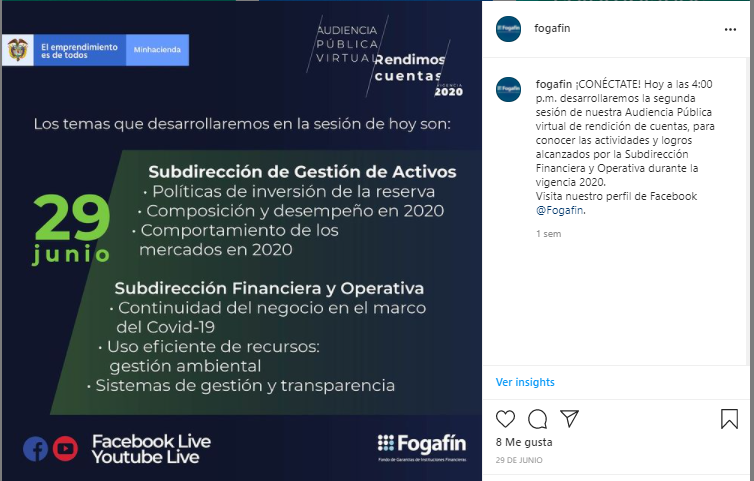 El emprendimiento
es de todos
Minhacienda
AUDIENCIA
PÚBLICA
VIRTUAL
Rendimos
cuentas
VIGENCIA
2020
Los temas que desarrollaremos en la sesión de hoy son:
29
junio
Subdirección de Gestión de Activos
• Políticas de inversión de la reserva
• Composición y desempeño en 2020
• Comportamiento de los
mercados en 2020
Subdirección Financiera y Operativa
• Continuidad del negocio en el marco
del Covid-19
• Uso eficiente de recursos:
gestión ambiental
• Sistemas de gestión y transparencia
Facebook Live
Youtube Live
Fogafín
Fondo de Garantías de Instituciones Financieras
fogafin
fogafin ¡CONÉCTATE! Hoy a las 4:00
p.m. desarrollaremos la segunda
sesión de nuestra Audiencia Pública
virtual de rendición de cuentas, para
conocer las actividades y logros
alcanzados por la Subdirección
Financiera y Operativa durante la
vigencia 2020.
Visita nuestro perfil de Facebook
@Fogafin.
1 sem
Ver insights
8 Me gusta
29 DE JUNIO